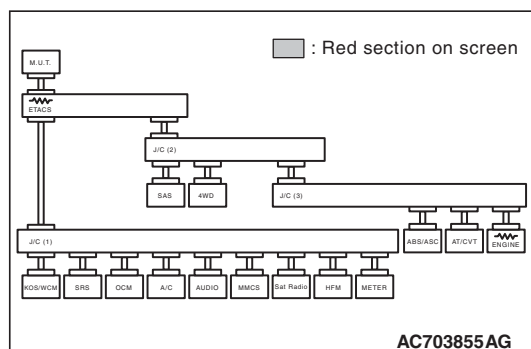 : Red section on screen
M.U.T.
ETACS
J/C (2)
SAS 4WD J/C (3)
J/C (1) ABS/ASC AT/CVT ENGINE
KOS/WCM SRS OCM A/C AUDIO MMCS Sat Radio HFM METER
AC703855AG